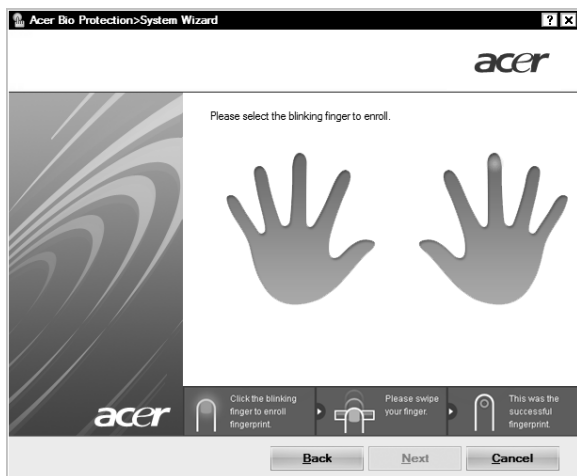 Acer Bio Protection>System Wizard
acer
Please select the blinking finger to enroll.
acer
Click the blinking
finger to enroll
fingerprint.
Please swipe
your finger.
This was the
successful
fingerprint.
Back
Next
Cancel